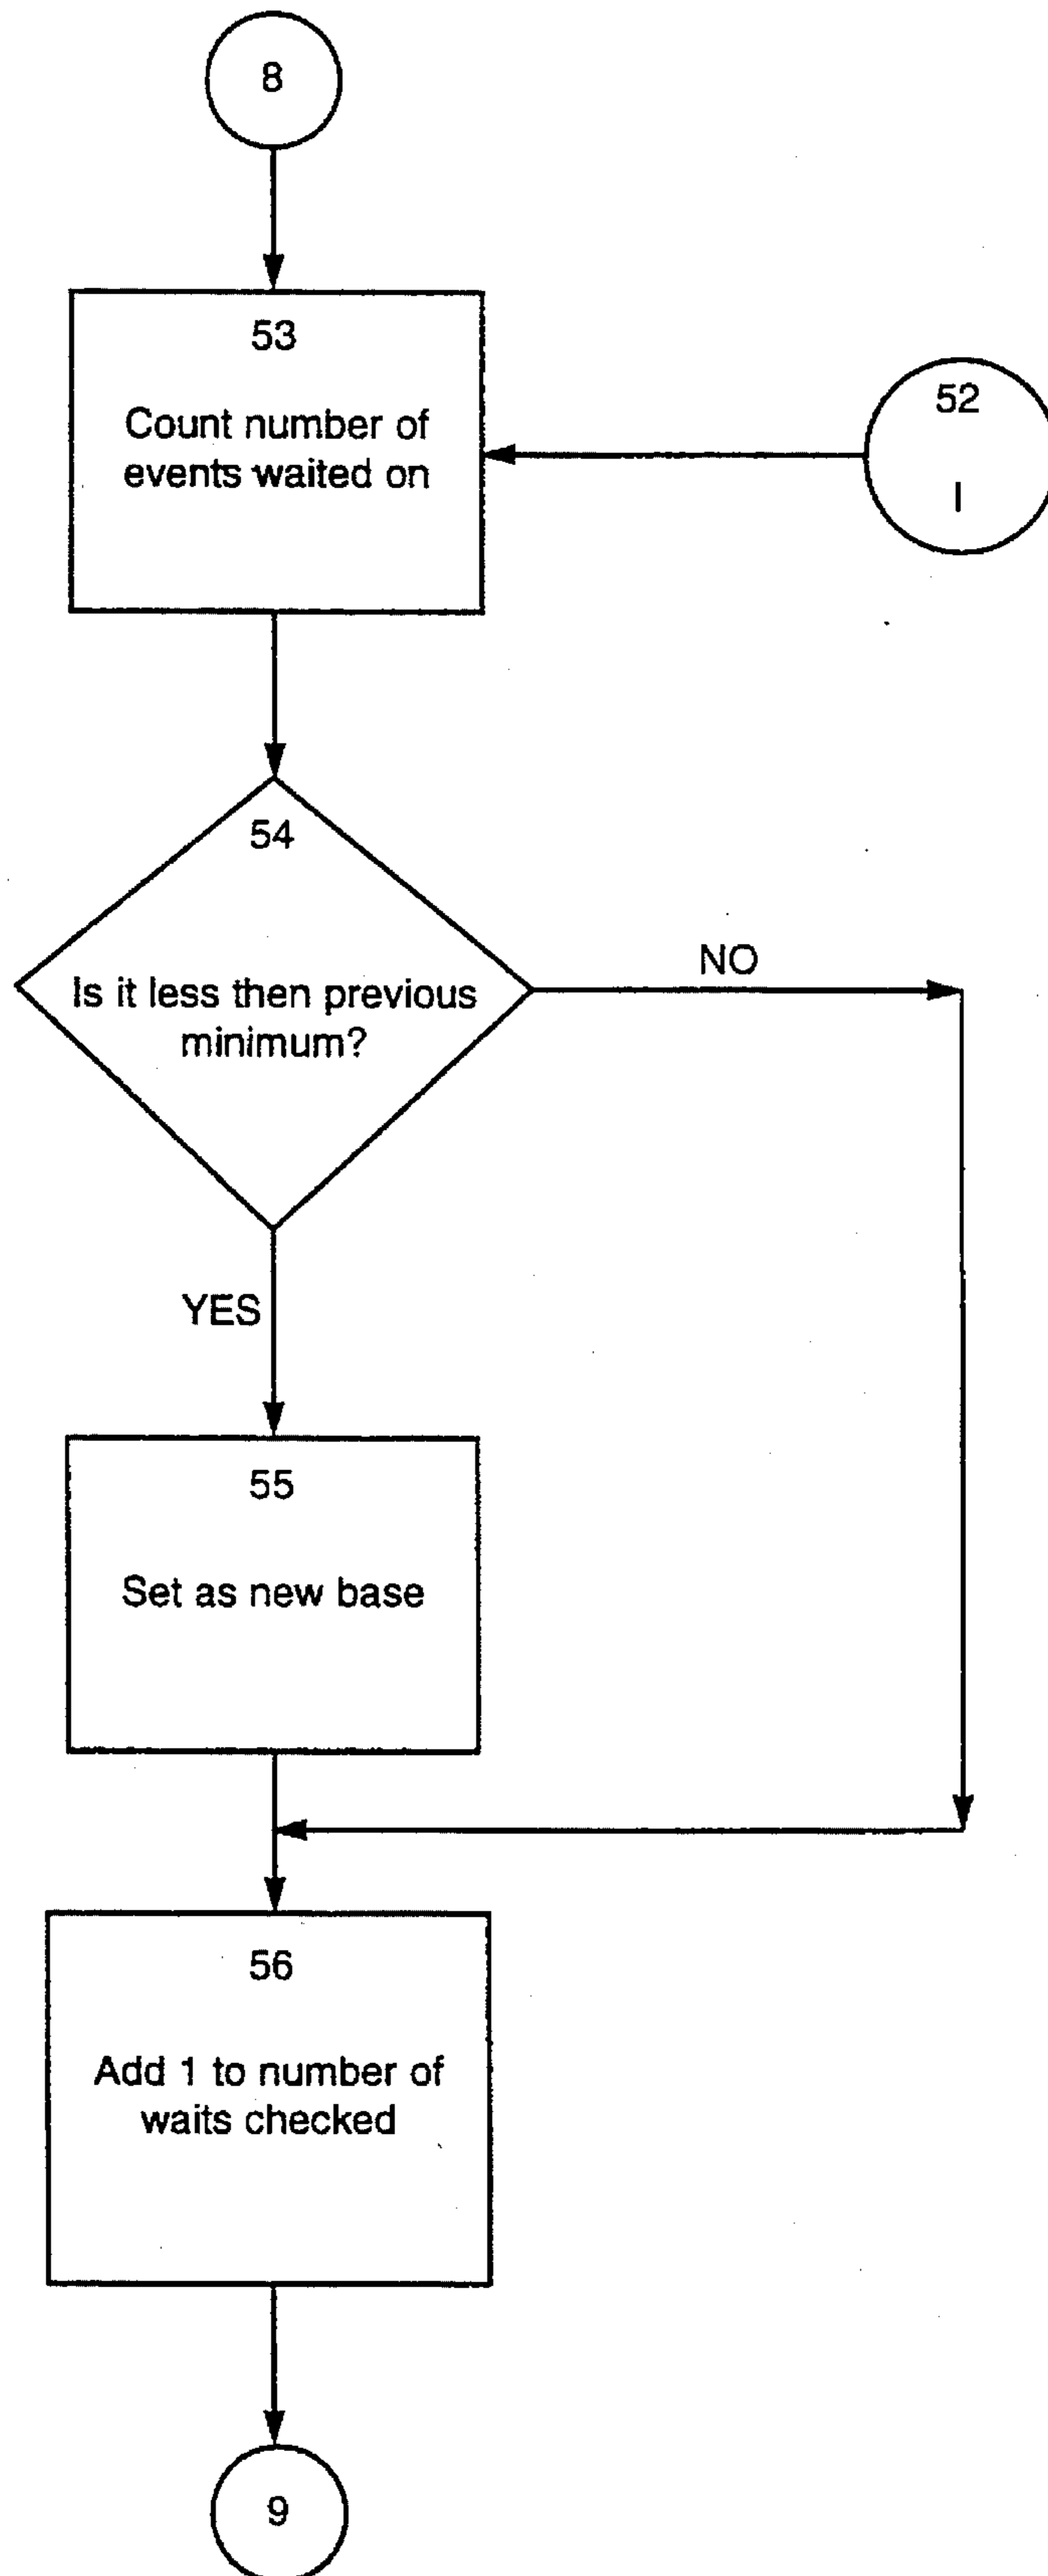 8
53
Count number of
events waited on
52
I
54
Is it less then previous
minimum?
NO
YES
55
Set as new base
56
Add 1 to number of
waits checked
9